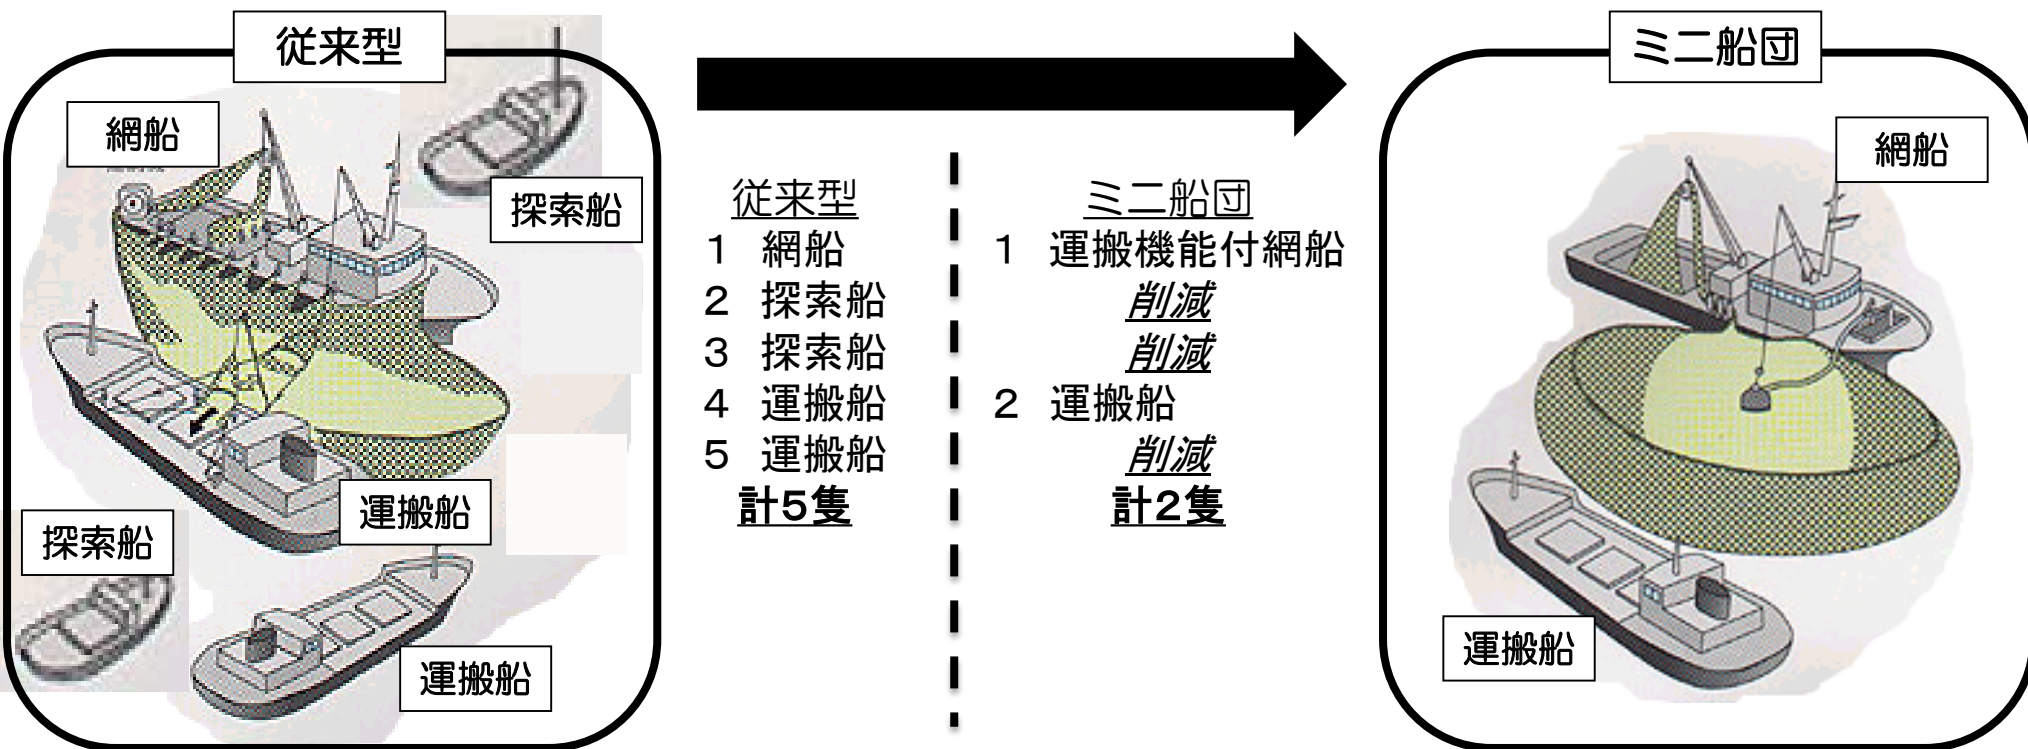 従来型
網船
探索船
運搬船
探索船
運搬船
従来型
1 網船
2 探索船
3 探索船
4 運搬船
5 運搬船
計5隻
ミニ船団
1 運搬機能付網船
削減
削減
2 運搬船
削減
計2隻
ミニ船団
網船
運搬船